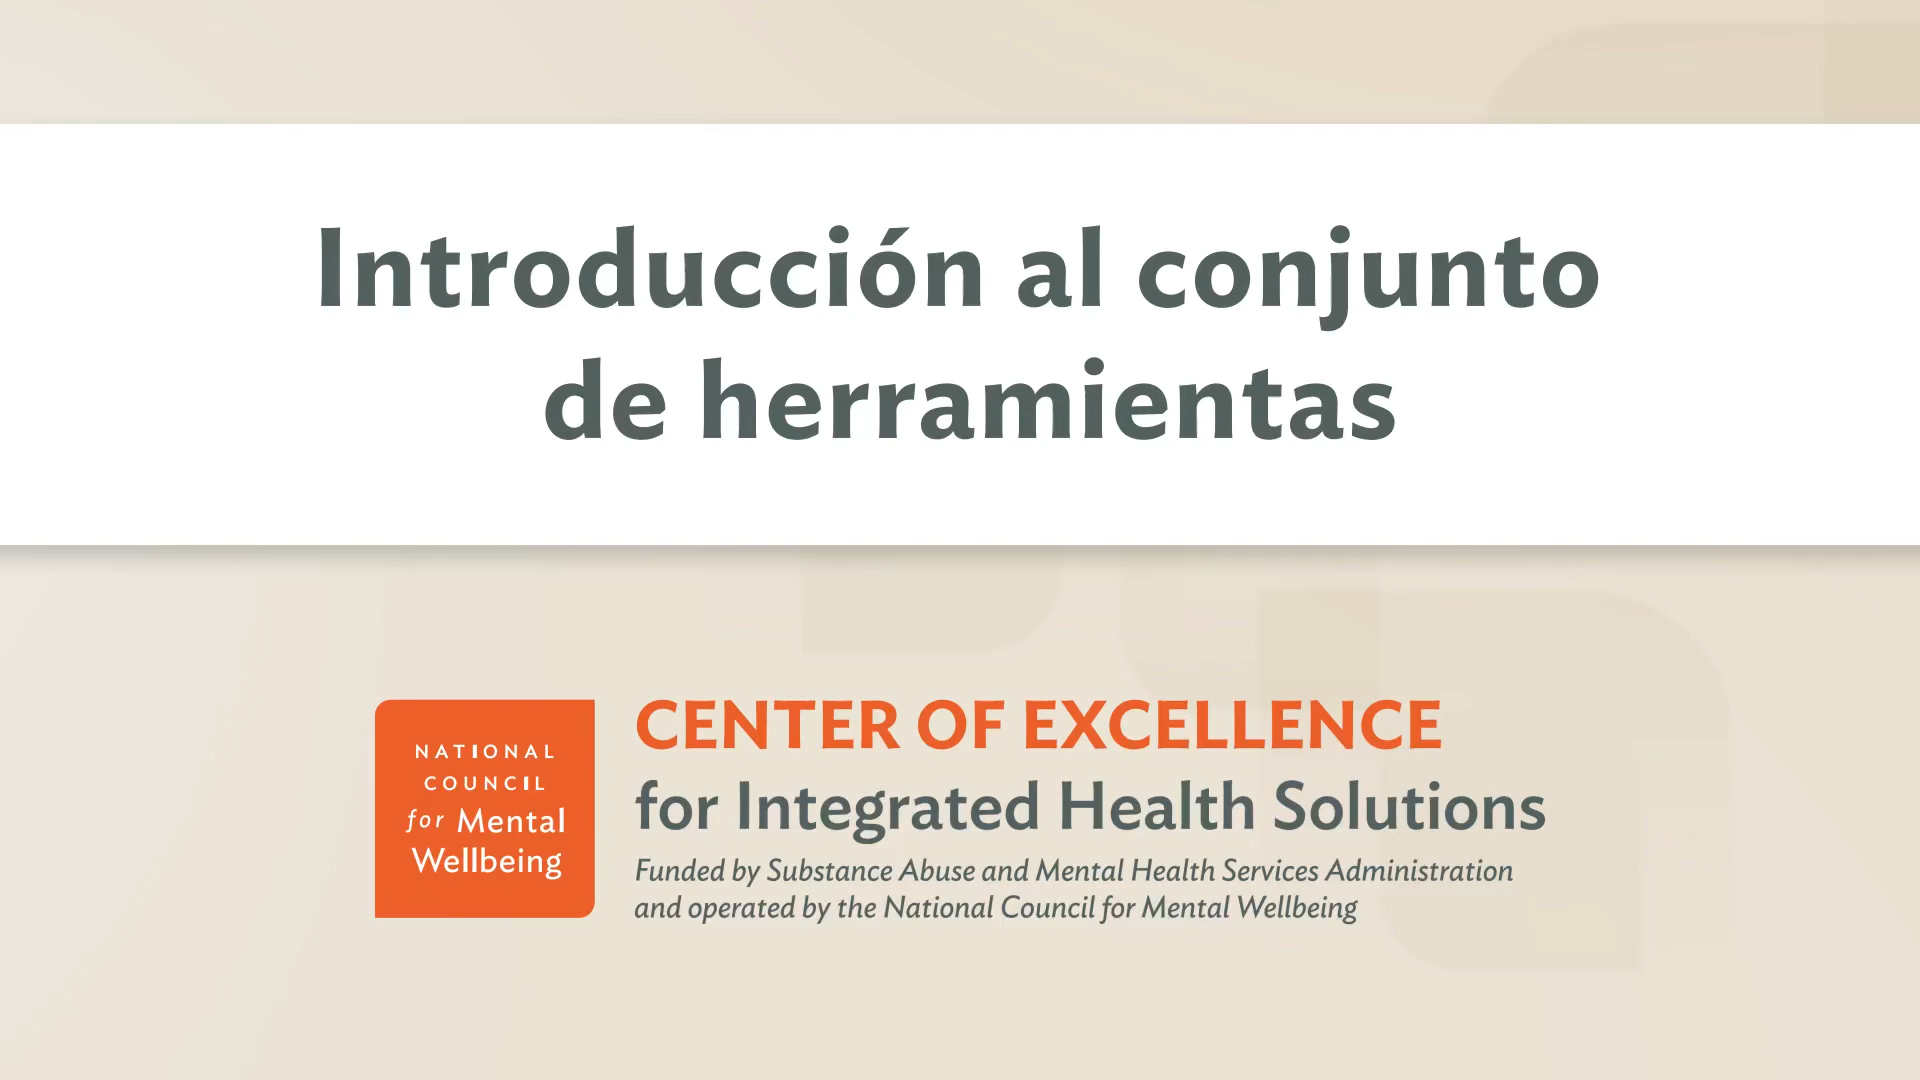 Introducción al conjunto
de herramientas
NATIONAL
COUNCIL
for Mental
Wellbeing
CENTER OF EXCELLENCE
for Integrated Health Solutions
Funded by Substance Abuse and Mental Health Services Administration
and operated by the National Council for Mental Wellbeing